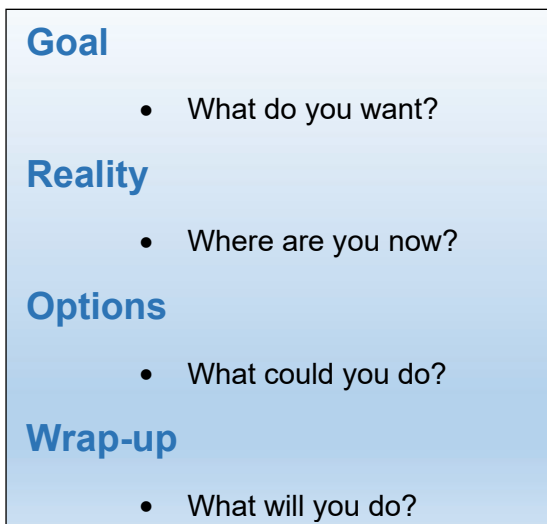 Goal
• What do you want?
Reality
• Where are you now?
Options
• What could you do?
Wrap-up
• What will you do?